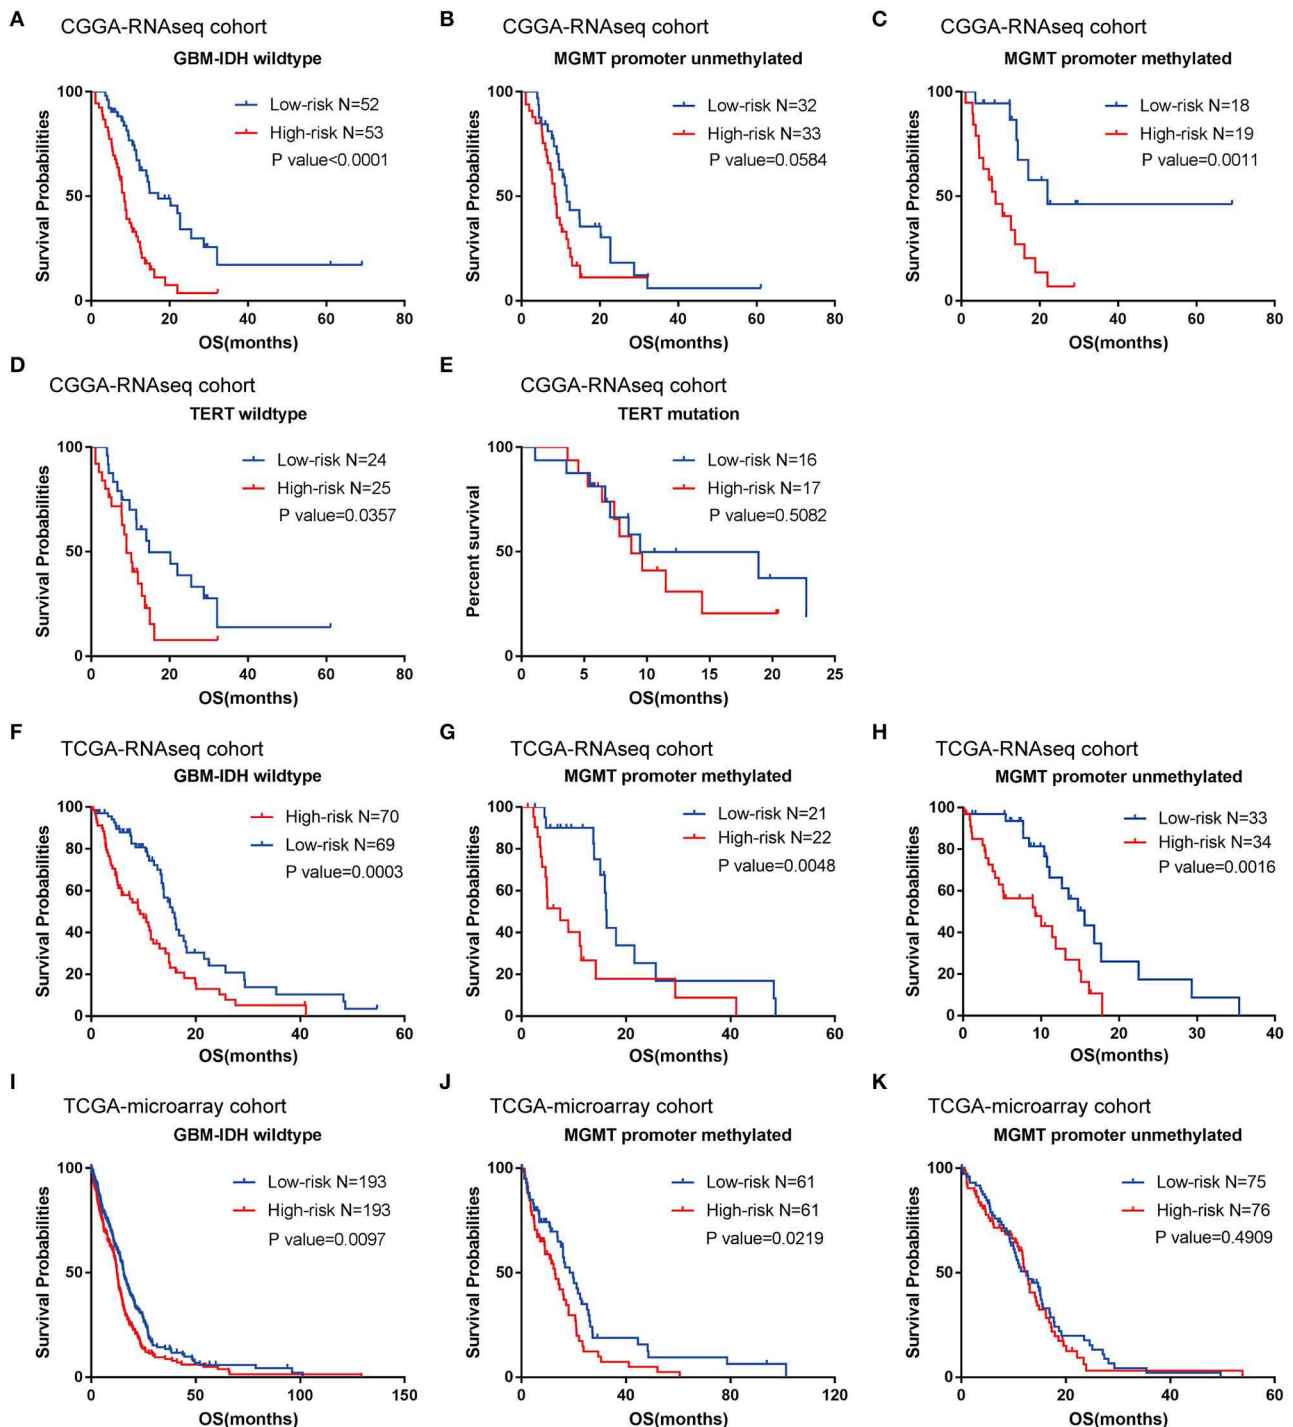 A
CGGA-RNAseq cohort
GBM-IDH wildtype
Survival Probabilities
100
50
0
Low-risk N=52
High-risk N=53
P value<0.0001
0 20 40 60 80
OS(months)
B
CGGA-RNAseq cohort
MGMT promoter unmethylated
Survival Probabilities
100
50
0
Low-risk N=32
High-risk N=33
P value=0.0584
0 20 40 60 80
OS(months)
C
CGGA-RNAseq cohort
MGMT promoter methylated
Survival Probabilities
100
50
0
Low-risk N=18
High-risk N=19
P value=0.0011
0 20 40 60 80
OS(months)
D
CGGA-RNAseq cohort
TERT wildtype
Survival Probabilities
100
50
0
Low-risk N=24
High-risk N=25
P value=0.0357
0 20 40 60 80
OS(months)
E
CGGA-RNAseq cohort
TERT mutation
Percent survival
100
50
0
Low-risk N=16
High-risk N=17
P value=0.5082
0 5 10 15 20 25
OS(months)
F
TCGA-RNAseq cohort
GBM-IDH wildtype
Survival Probabilities
100
80
60
40
20
0
High-risk N=70
Low-risk N=69
P value=0.0003
0 20 40 60
OS(months)
G
TCGA-RNAseq cohort
MGMT promoter methylated
Survival Probabilities
100
80
60
40
20
0
Low-risk N=21
High-risk N=22
P value=0.0048
0 20 40 60
OS(months)
H
TCGA-RNAseq cohort
MGMT promoter unmethylated
Survival Probabilities
100
80
60
40
20
0
Low-risk N=33
High-risk N=34
P value=0.0016
0 10 20 30 40
OS(months)
I
TCGA-microarray cohort
GBM-IDH wildtype
Survival Probabilities
100
50
0
Low-risk N=193
High-risk N=193
P value=0.0097
0 50 100 150
OS(months)
J
TCGA-microarray cohort
MGMT promoter methylated
Survival Probabilities
100
50
0
Low-risk N=61
High-risk N=61
P value=0.0219
0 40 80 120
OS(months)
K
TCGA-microarray cohort
MGMT promoter unmethylated
Survival Probabilities
100
50
0
Low-risk N=75
High-risk N=76
P value=0.4909
0 20 40 60
OS(months)